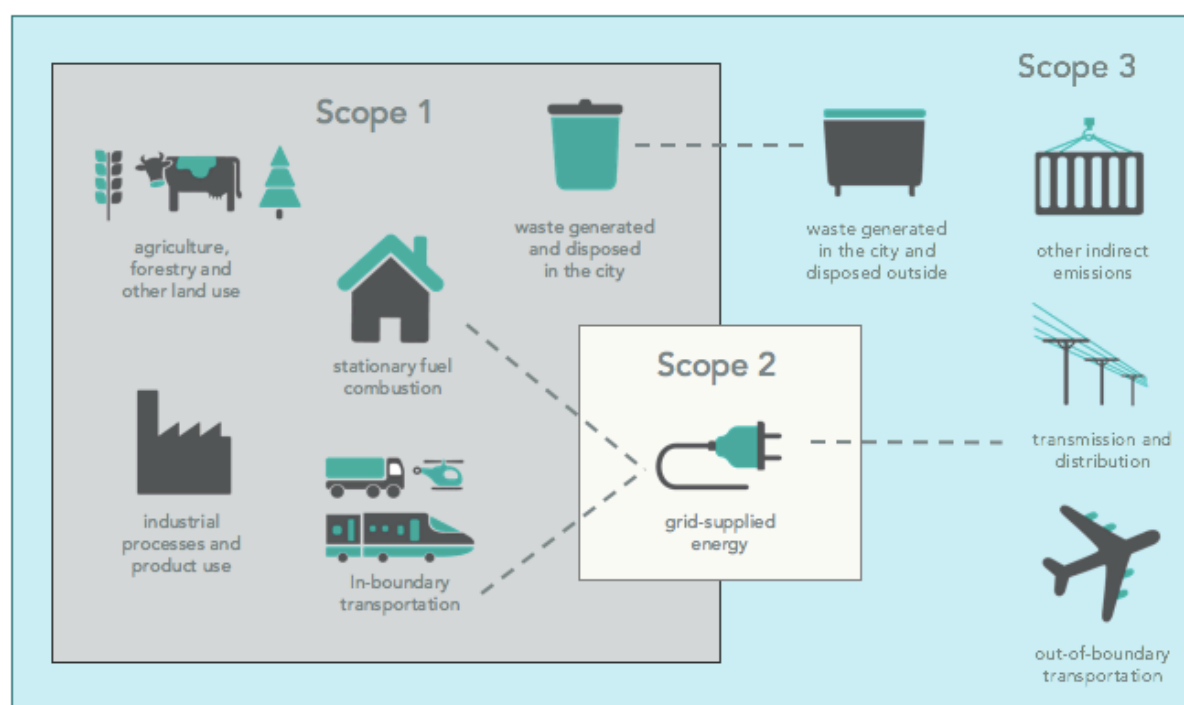 Scope 1
agriculture,
forestry and
other land use
stationary fuel
combustion
waste generated
and disposed
in the city
industrial
processes and
product use
In-boundary
transportation
Scope 2
grid-supplied
energy
Scope 3
waste generated
in the city and
disposed outside
other indirect
emissions
transmission and
distribution
out-of-boundary
transportation